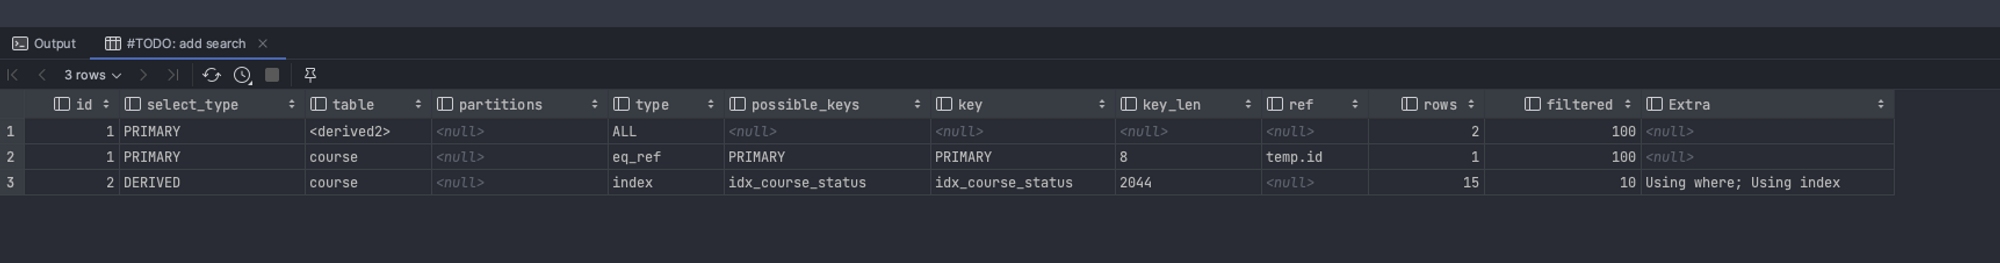 Output #TODO: add search
3 rows
id select_type table partitions type possible_keys key key_len ref rows filtered Extra
1 1 PRIMARY <derived2> <null> ALL <null> <null> <null> <null> 2 100 <null>
2 1 PRIMARY course <null> eq_ref PRIMARY PRIMARY 8 temp.id 1 100 <null>
3 2 DERIVED course <null> index idx_course_status idx_course_status 2044 <null> 15 10 Using where; Using index